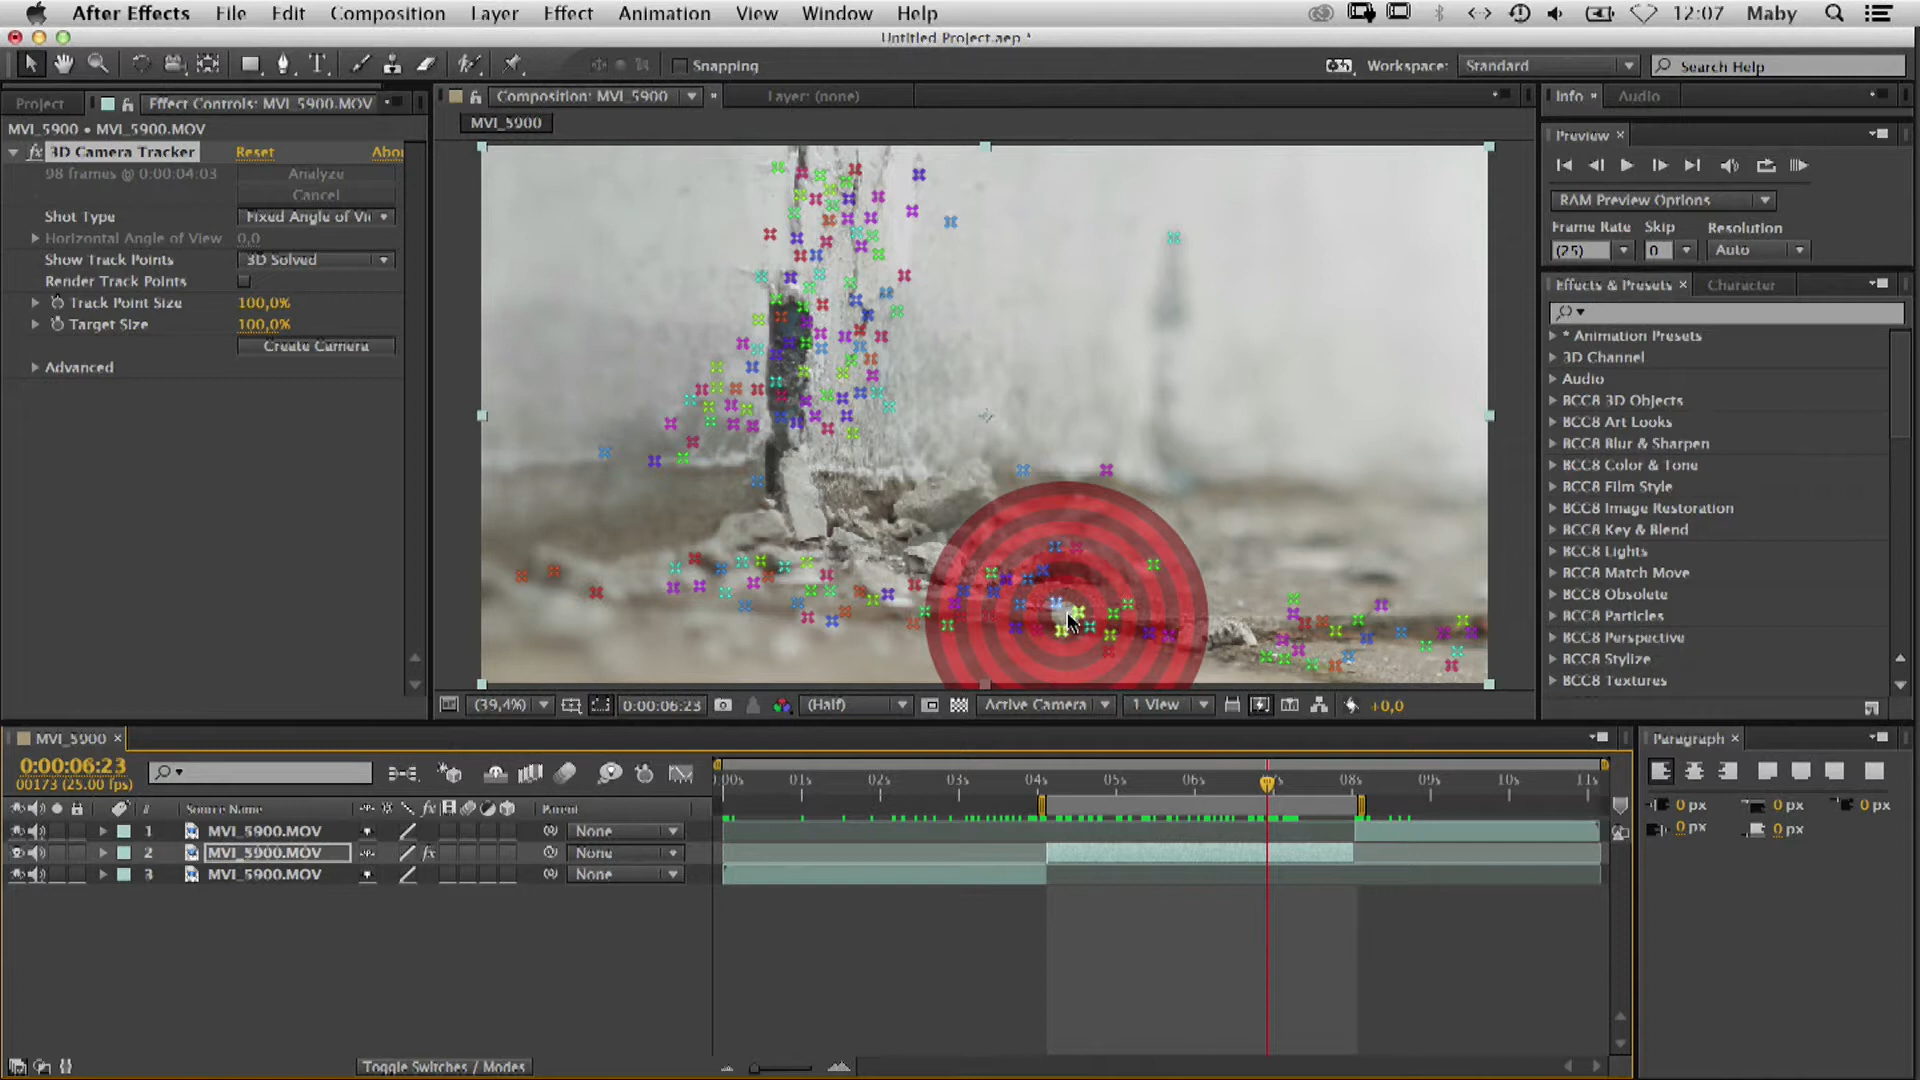 After Effects File Edit Composition Layer Effect Animation View Window Help 12:07 Maby
Untitled Project.aep *
Snapping Workspace: Standard Search Help
Project Effect Controls: MVI_5900.MOV
MVI_5900 • MVI_5900.MOV
fx 3D Camera Tracker Reset Abou
98 frames @ 0:00:04:03 Analyze
Cancel
Shot Type Fixed Angle of Vi
Horizontal Angle of View 0,0
Show Track Points 3D Solved
Render Track Points
Track Point Size 100,0%
Target Size 100,0%
Create Camera
Advanced
Composition: MVI_5900 Layer: (none)
MVI_5900
(39,4%) 0:00:06:23 (Half) Active Camera 1 View +0,0
Info Audio
Preview
RAM Preview Options
Frame Rate Skip Resolution
(25) 0 Auto
Effects & Presets Character
* Animation Presets
3D Channel
Audio
BCC8 3D Objects
BCC8 Art Looks
BCC8 Blur & Sharpen
BCC8 Color & Tone
BCC8 Film Style
BCC8 Image Restoration
BCC8 Key & Blend
BCC8 Lights
BCC8 Match Move
BCC8 Obsolete
BCC8 Particles
BCC8 Perspective
BCC8 Stylize
BCC8 Textures
MVI_5900
0:00:06:23
00173 (25.00 fps)
# Source Name fx Parent
1 MVI_5900.MOV None
2 MVI_5900.MOV fx None
3 MVI_5900.MOV None
:00s 01s 02s 03s 04s 05s 06s 7s 08s 09s 10s 11s
Toggle Switches / Modes
Paragraph
0 px 0 px 0 px
0 px 0 px